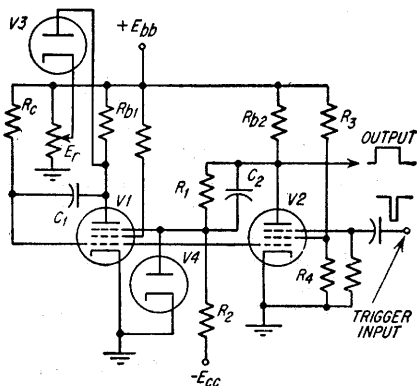 V3
+Ebb
Rc
Er
Rb1
Rb2
R3
OUTPUT
C1
V1
R1
C2
V2
V4
R4
R2
TRIGGER
INPUT
-Ecc